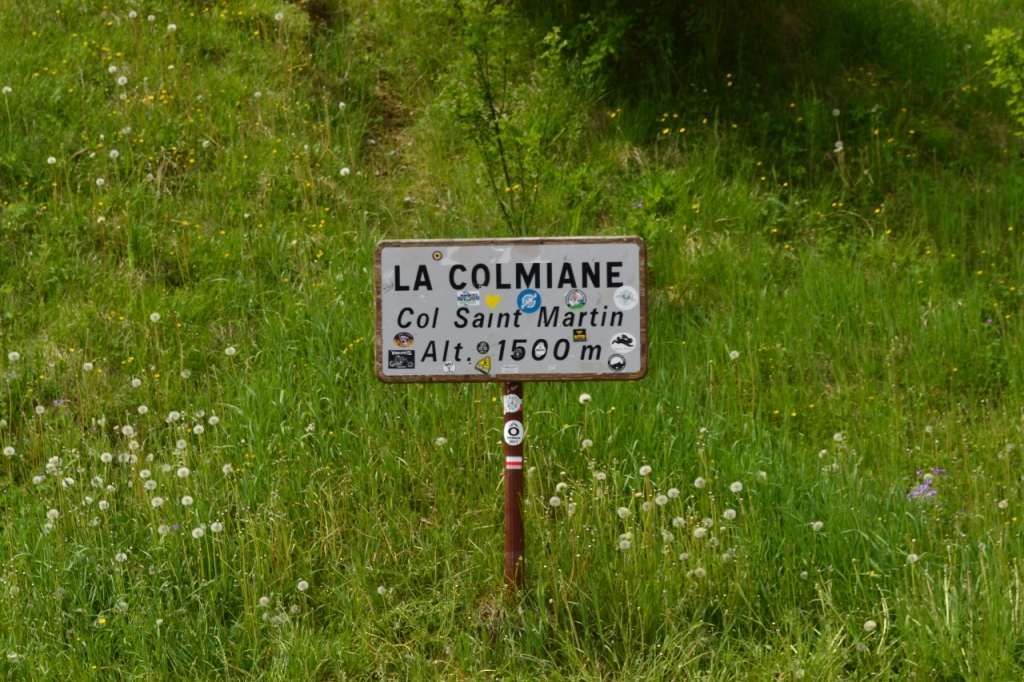 LA COLMIANE
Col Saint Martin
Alt. 1500 m